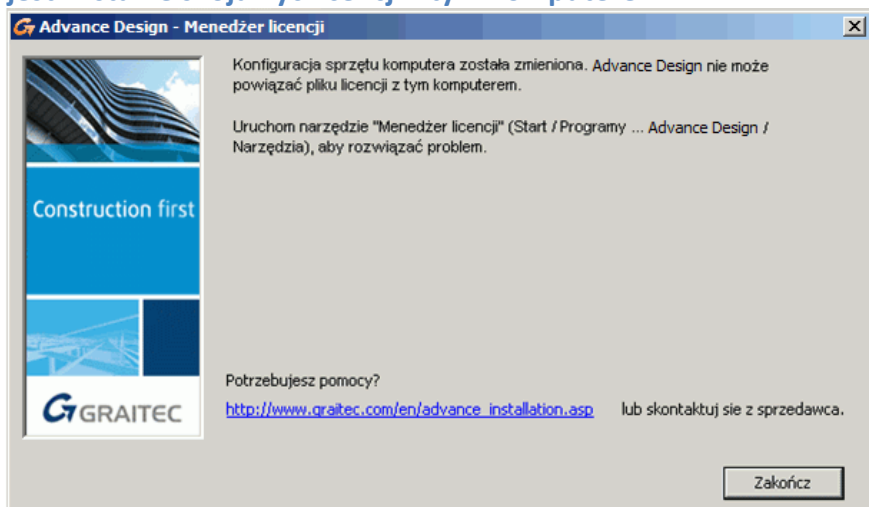 Advance Design - Menedżer licencji
Konfiguracja sprzętu komputera została zmieniona. Advance Design nie może
powiązać pliku licencji z tym komputerem.
Uruchom narzędzie "Menedżer licencji" (Start / Programy ... Advance Design /
Narzędzia), aby rozwiązać problem.
Construction first
Potrzebujesz pomocy?
GRAITEC
http://www.graitec.com/en/advance_installation.asp lub skontaktuj sie z sprzedawca.
Zakończ